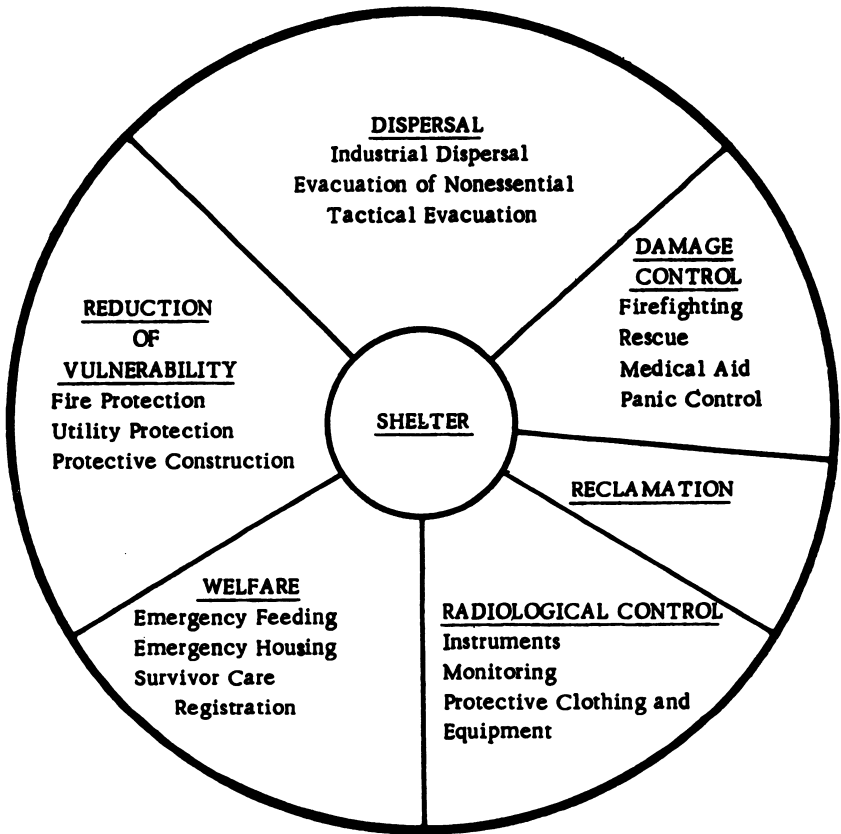 DISPERSAL
Industrial Dispersal
Evacuation of Nonessential
Tactical Evacuation
DAMAGE
CONTROL
Firefighting
Rescue
Medical Aid
Panic Control
REDUCTION
OF
VULNERABILITY
Fire Protection
Utility Protection
Protective Construction
SHELTER
RECLAMATION
WELFARE
Emergency Feeding
Emergency Housing
Survivor Care
Registration
RADIOLOGICAL CONTROL
Instruments
Monitoring
Protective Clothing and
Equipment